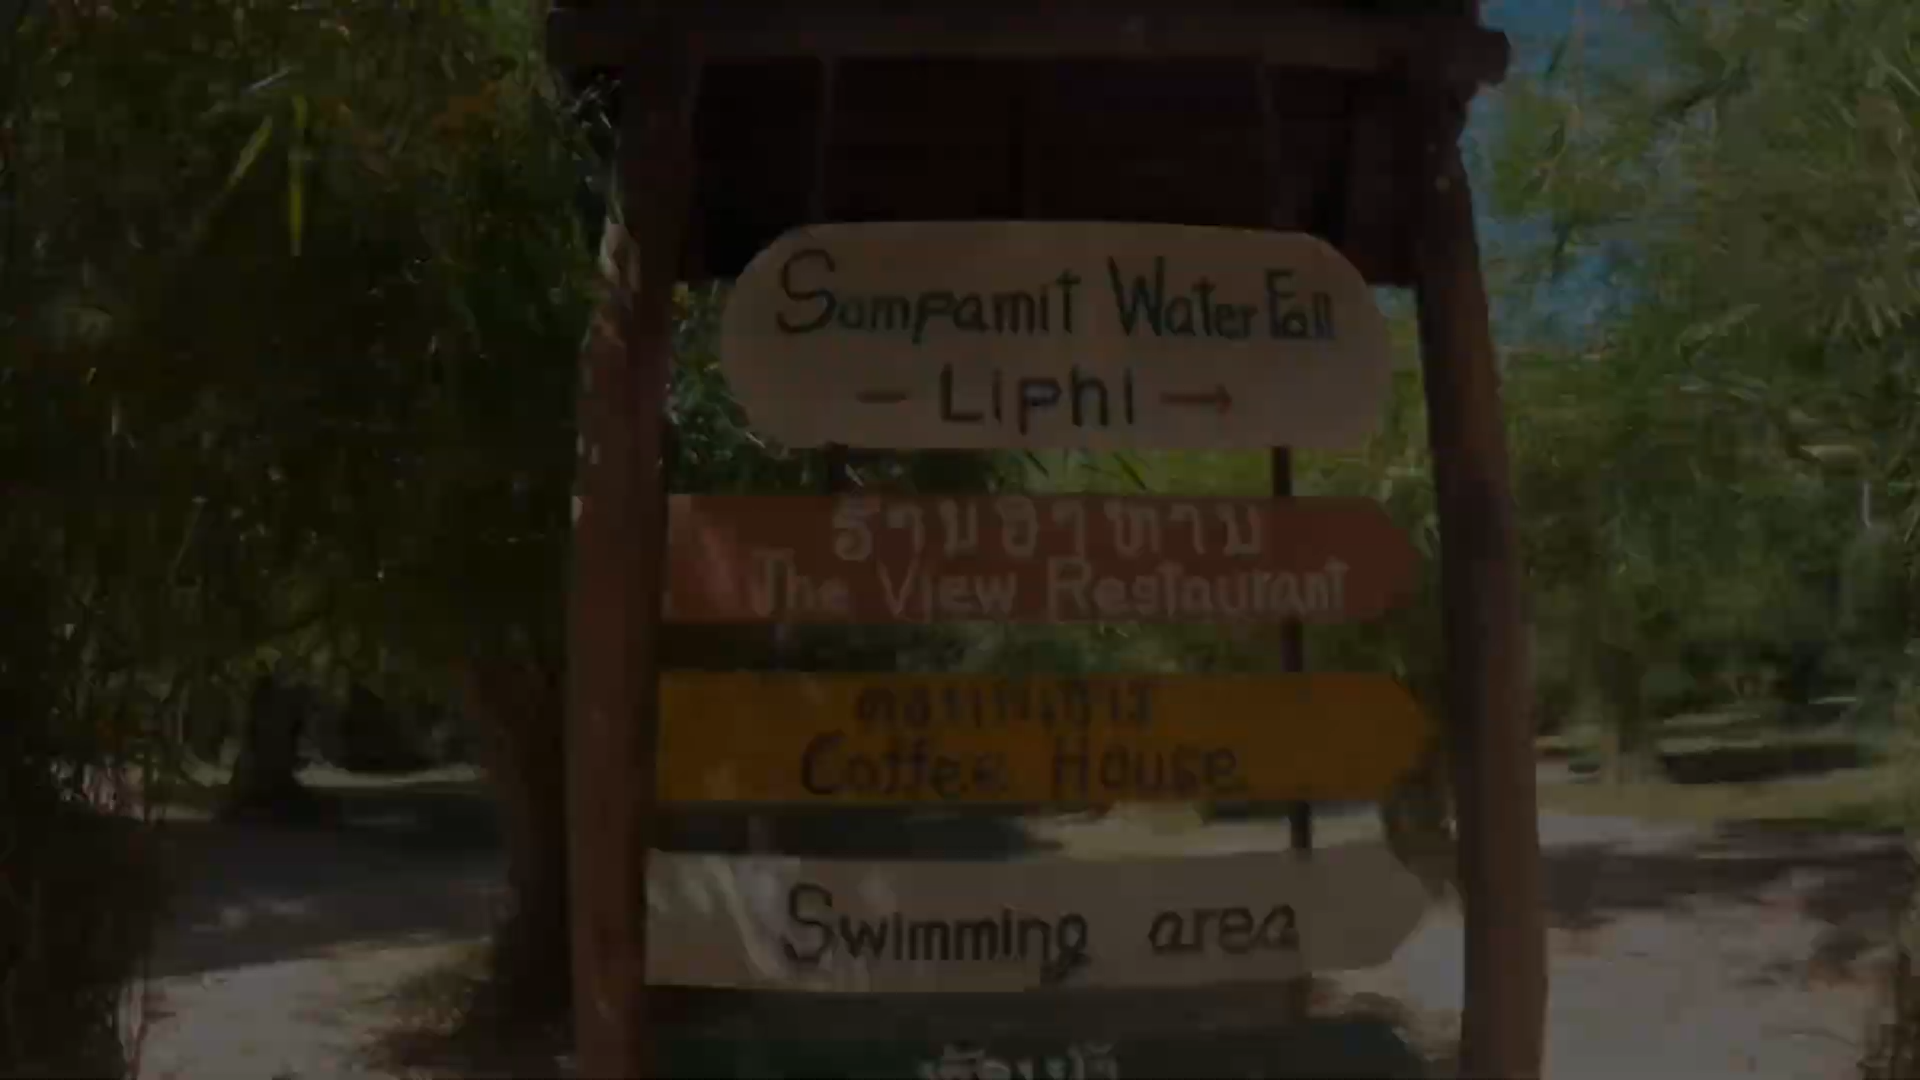 Sompamit Water Fall
— Liphi →
ຮ້ານອາຫານ
The View Restaurant
Coffee House
Swimming area